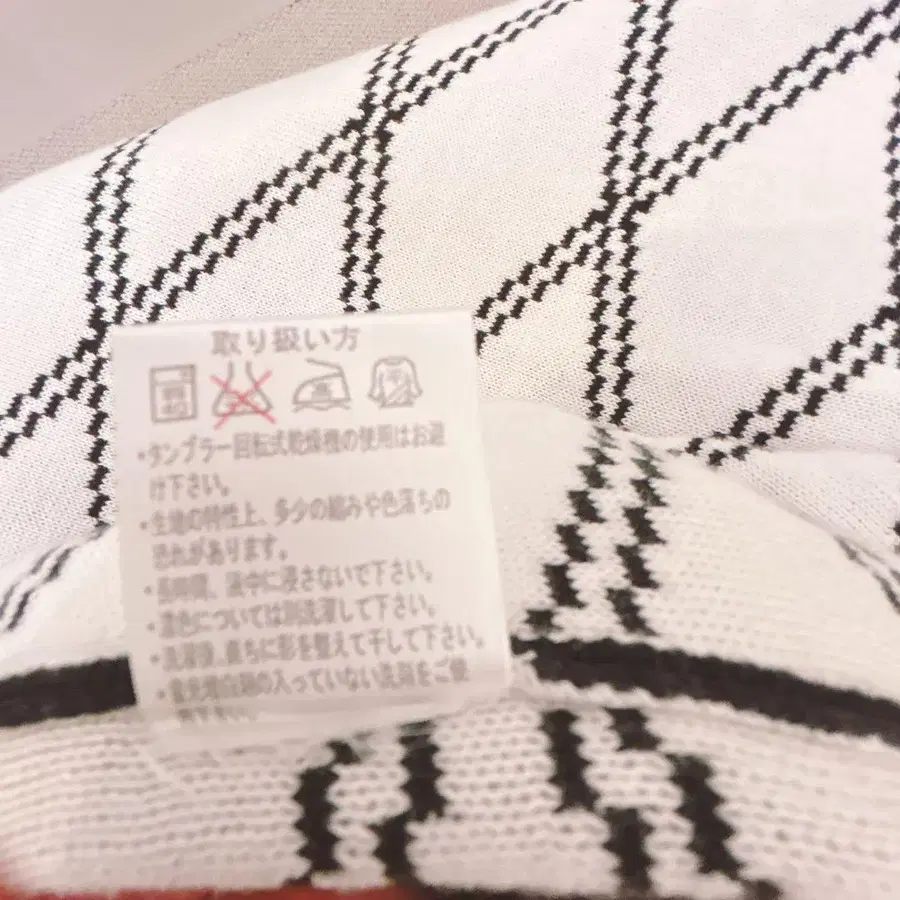 取り扱い方
・タンブラー回転式乾燥機の使用はお避
け下さい。
・生地の特性上、多少の縮みや色落ちの
恐れがあります。
・長時間、液中に浸さないで下さい。
・濃色については別洗濯して下さい。
・洗濯後、直ちに形を整えて干して下さい。
・蛍光増白剤の入っていない洗剤をご使
用下さい。